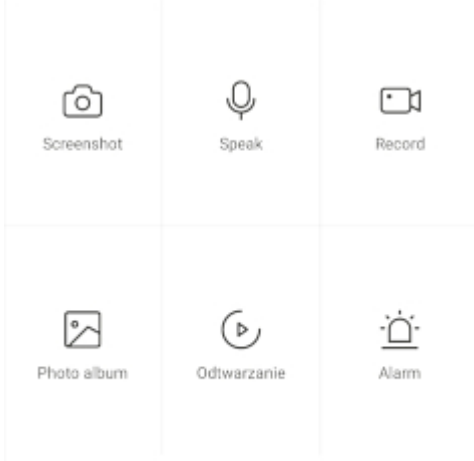 Screenshot
Speak
Record
Photo album
Odtwarzanie
Alarm